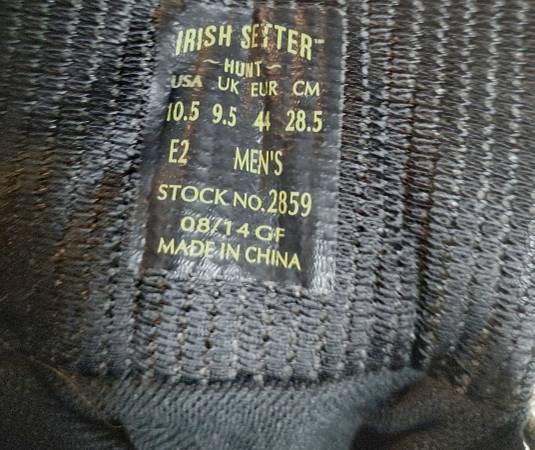 IRISH SETTER™
~HUNT~
USA UK EUR CM
10.5 9.5 44 28.5
E2 MEN'S
STOCK NO. 2859
08/14 GF
MADE IN CHINA